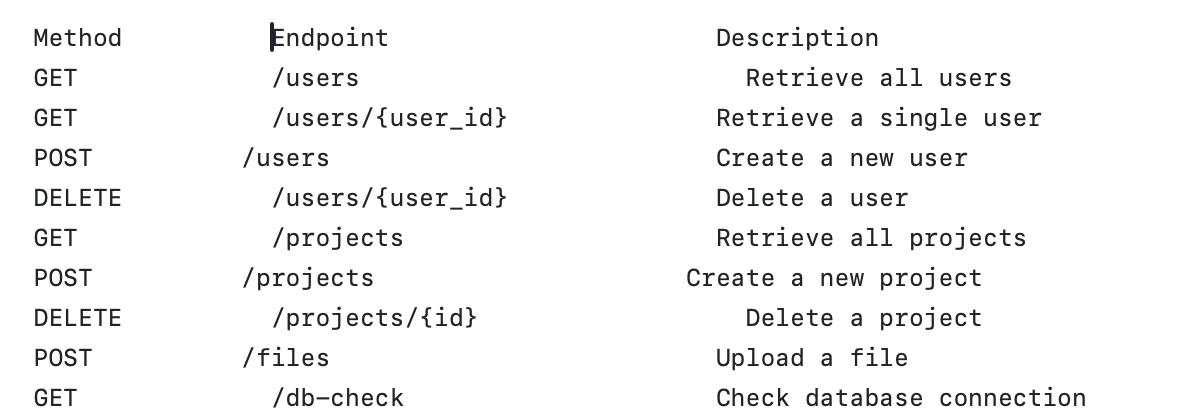 Method          Endpoint                      Description
GET             /users                          Retrieve all users
GET             /users/{user_id}              Retrieve a single user
POST          /users                          Create a new user
DELETE          /users/{user_id}              Delete a user
GET             /projects                     Retrieve all projects
POST          /projects                     Create a new project
DELETE          /projects/{id}                  Delete a project
POST          /files                          Upload a file
GET             /db-check                     Check database connection